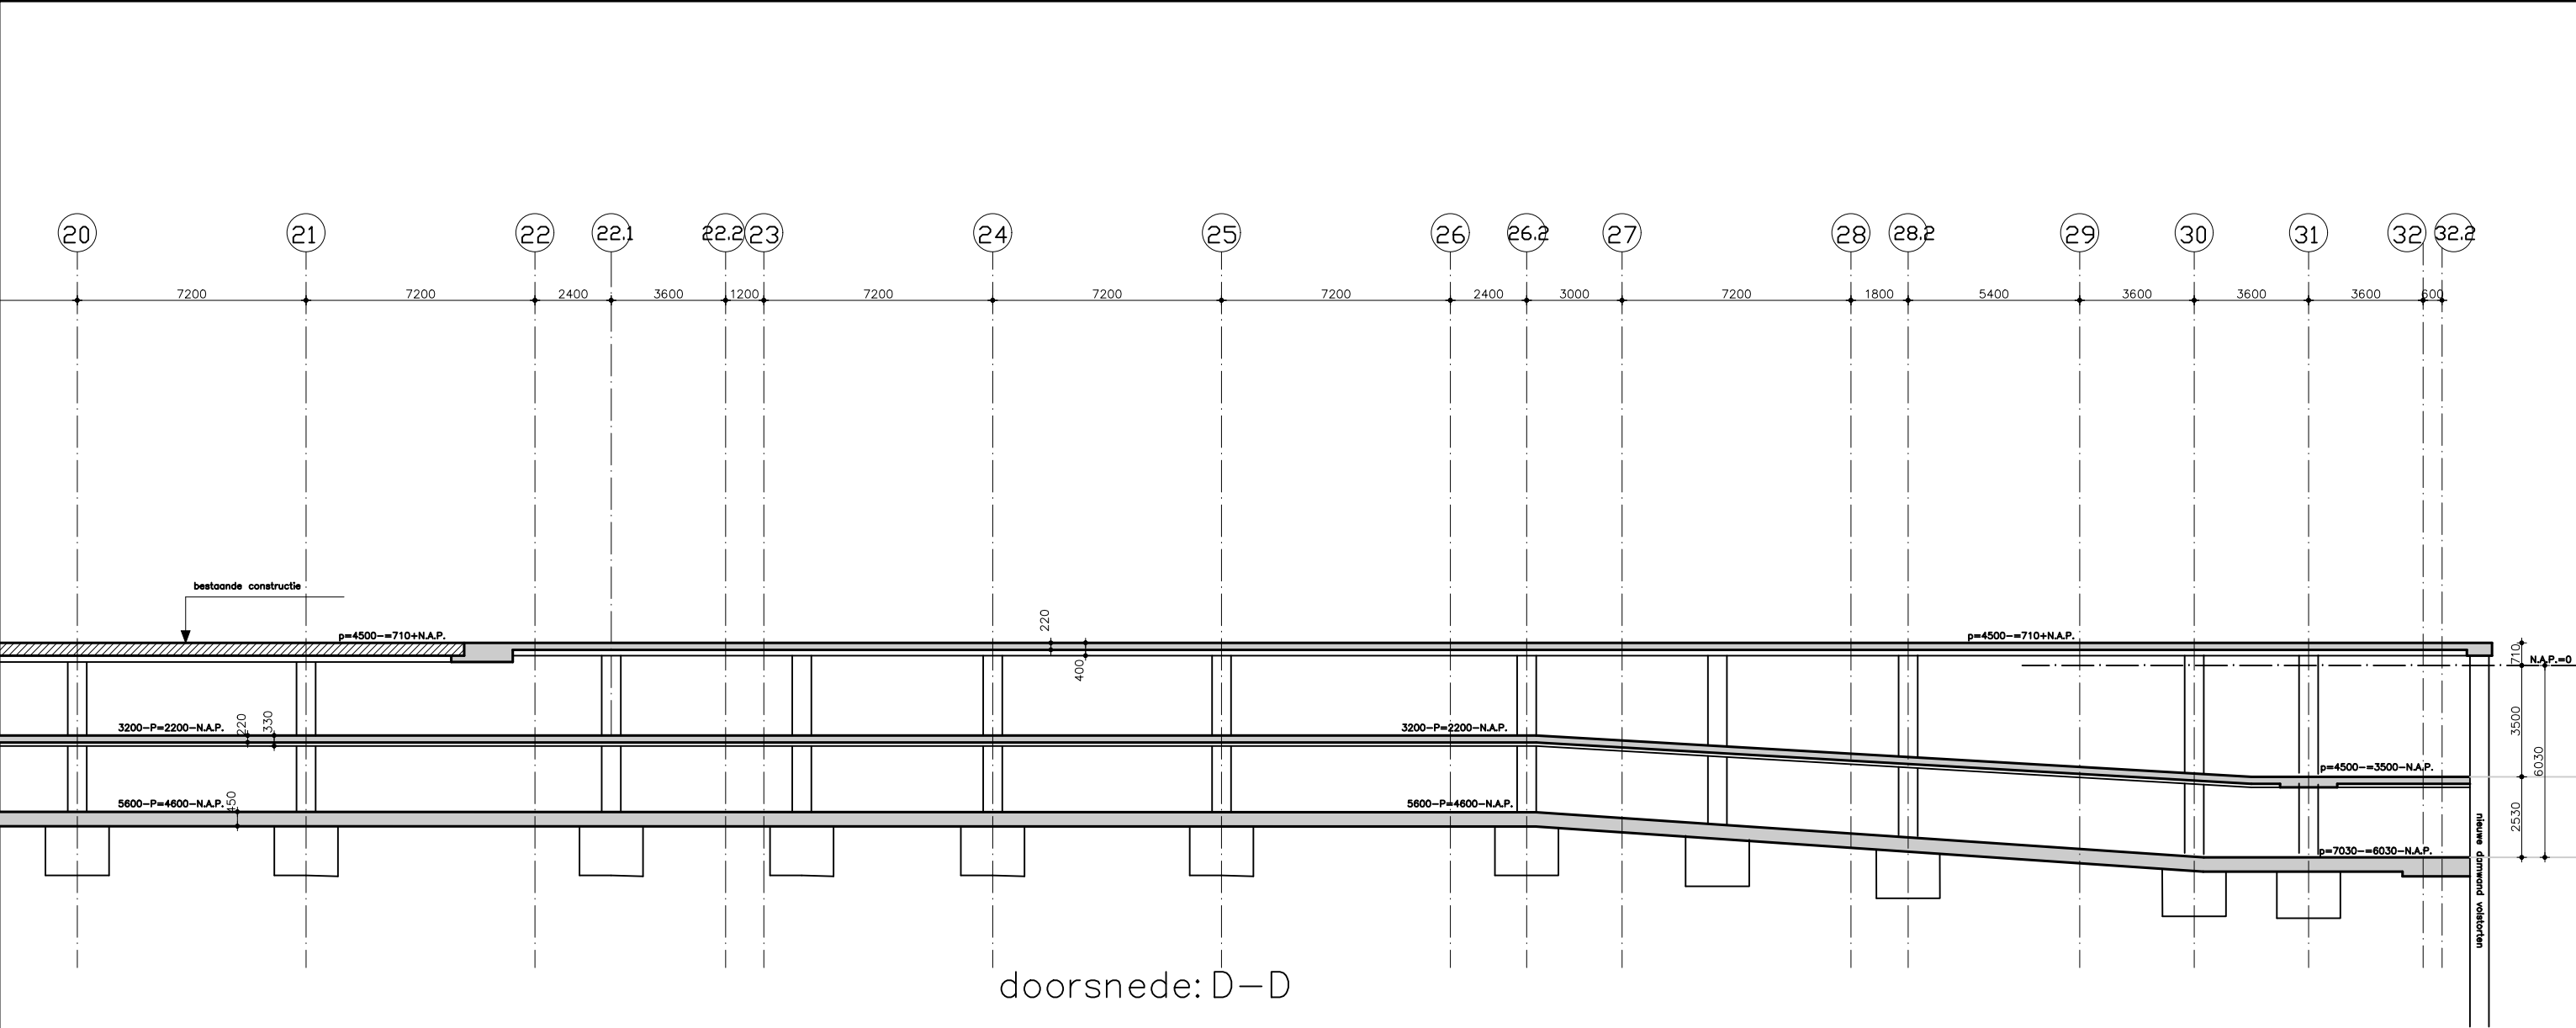 20 21 22 22.1 22.2 23 24 25 26 26.2 27 28 28.2 29 30 31 32 32.2
7200 7200 2400 3600 1200 7200 7200 7200 2400 3000 7200 1800 5400 3600 3600 3600 600
bestaande constructie
220
p=4500-=710+N.A.P.
p=4500-=710+N.A.P.
710
N.A.P.=0
400
3200-P=2200-N.A.P.
220
330
3200-P=2200-N.A.P.
3500
p=4500-=3500-N.A.P.
6030
5600-P=4600-N.A.P.
450
5600-P=4600-N.A.P.
2530
p=7030-=6030-N.A.P.
nieuwe damwand volstorten
doorsnede: D-D